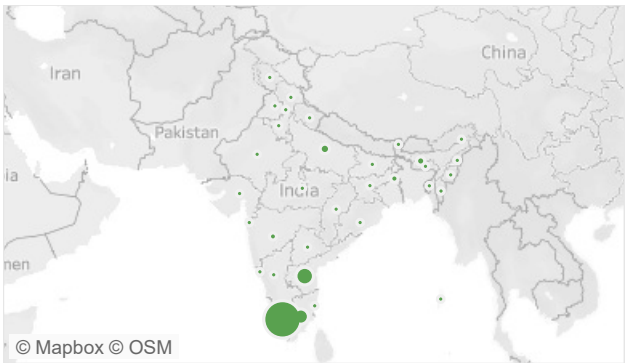 China
Iran
Pakistan
ia
India
nen
© Mapbox © OSM